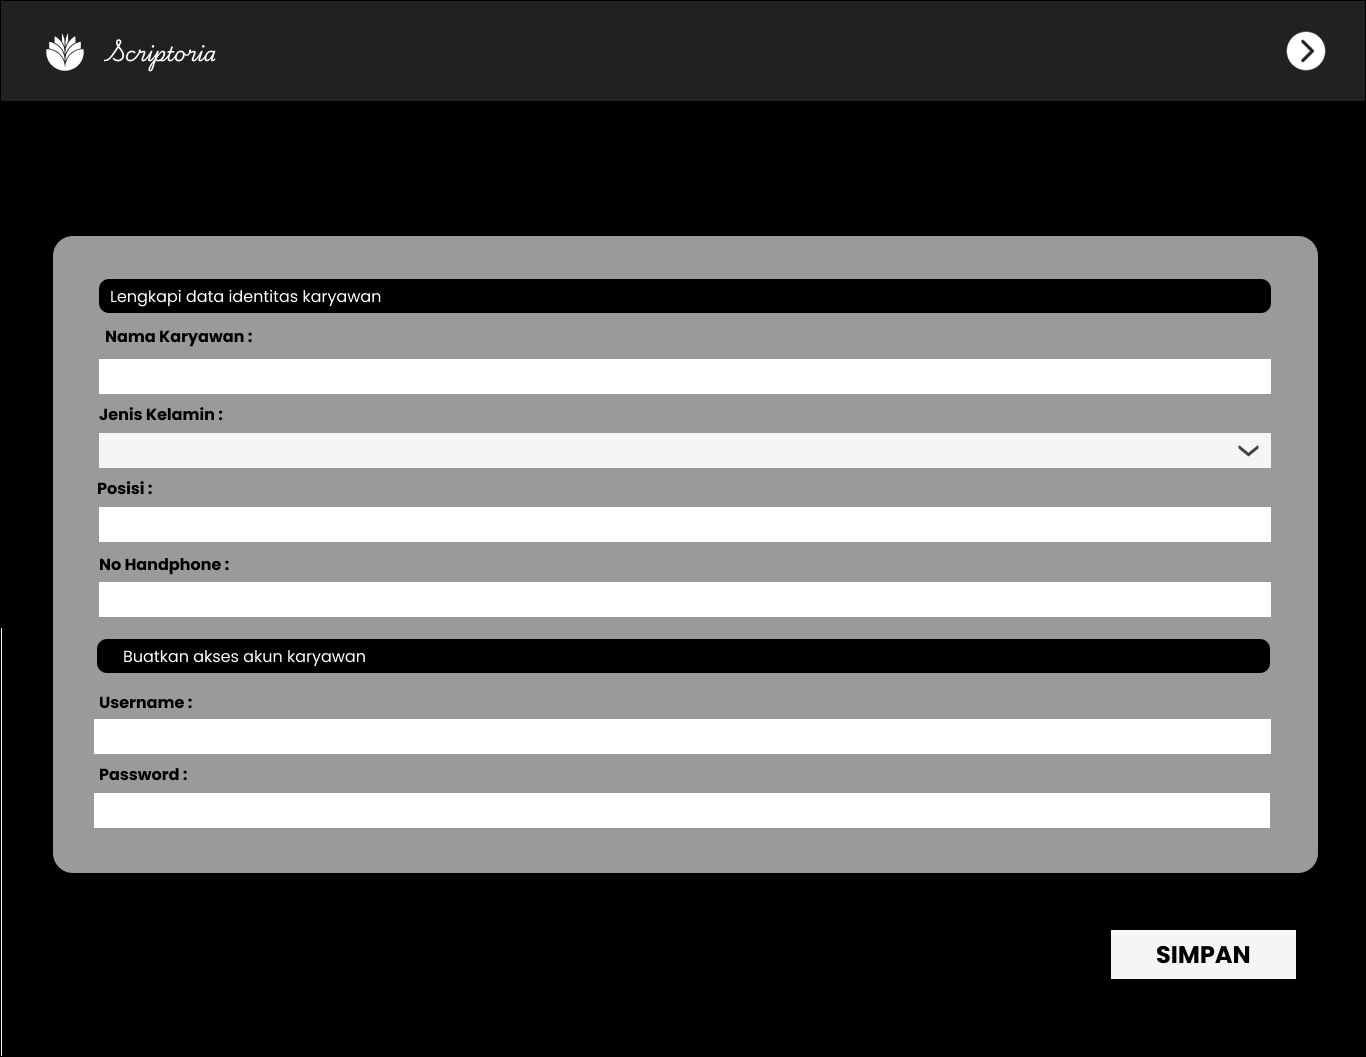 Scriptoria
Lengkapi data identitas karyawan
Nama Karyawan :
Jenis Kelamin :
Posisi :
No Handphone :
Buatkan akses akun karyawan
Username :
Password :
SIMPAN